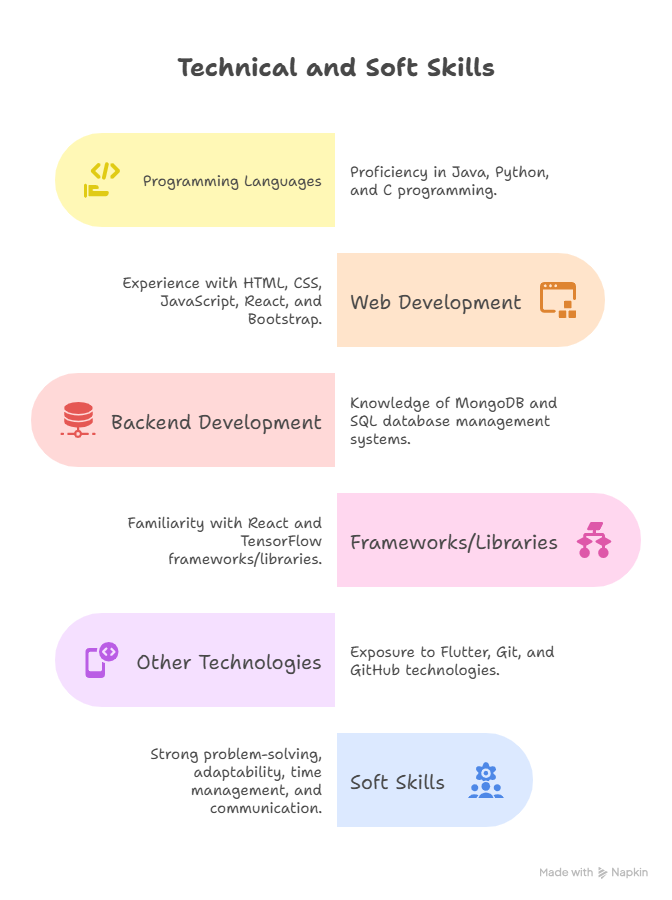 Technical and Soft Skills
Programming Languages
Proficiency in Java, Python,
and C programming.
Experience with HTML, CSS,
JavaScript, React, and
Bootstrap.
Web Development
Backend Development
Knowledge of MongoDB and
SQL database management
systems.
Familiarity with React and
TensorFlow
frameworks/libraries.
Frameworks/Libraries
Other Technologies
Exposure to Flutter, Git, and
GitHub technologies.
Strong problem-solving,
adaptability, time
management, and
communication.
Soft Skills
Made with Napkin